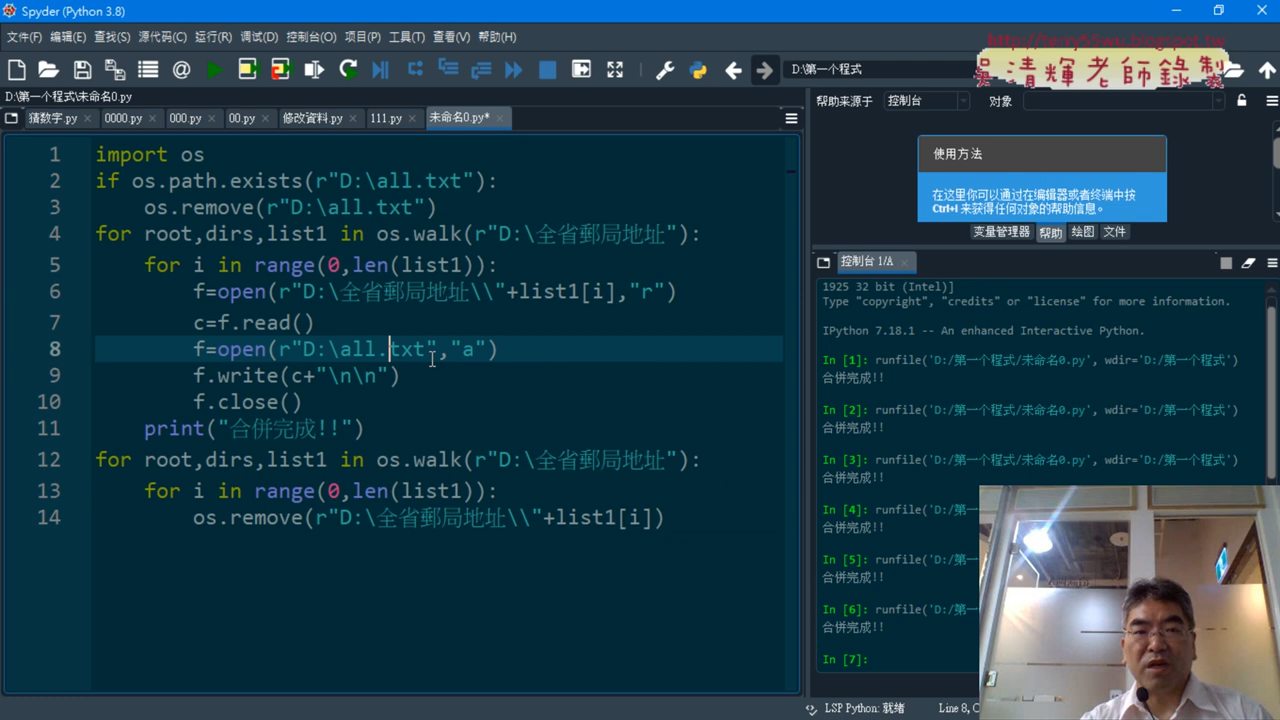 Spyder (Python 3.8)
文件(F) 编辑(E) 查找(S) 源代码(C) 运行(R) 调试(D) 控制台(O) 项目(P) 工具(T) 查看(V) 帮助(H)
http://terry55wu.blogspot.tw
吳清輝老師錄製
D:\第一个程式
D:\第一个程式\未命名0.py
猜数字.py 0000.py 000.py 00.py 修改資料.py 111.py 未命名0.py*
1 import os
2 if os.path.exists(r"D:\all.txt"):
3 os.remove(r"D:\all.txt")
4 for root,dirs,list1 in os.walk(r"D:\全省郵局地址"):
5 for i in range(0,len(list1)):
6 f=open(r"D:\全省郵局地址\\"+list1[i],"r")
7 c=f.read()
8 f=open(r"D:\all.txt","a")
9 f.write(c+"\n\n")
10 f.close()
11 print("合併完成!!")
12 for root,dirs,list1 in os.walk(r"D:\全省郵局地址"):
13 for i in range(0,len(list1)):
14 os.remove(r"D:\全省郵局地址\\"+list1[i])
帮助来源于 控制台 对象
使用方法
在这里你可以通过在编辑器或者终端中按
Ctrl+I 来获得任何对象的帮助信息。
变量管理器 帮助 绘图 文件
控制台 1/A
1925 32 bit (Intel)]
Type "copyright", "credits" or "license" for more information.
IPython 7.18.1 -- An enhanced Interactive Python.
In [1]: runfile('D:/第一个程式/未命名0.py', wdir='D:/第一个程式')
合併完成!!
In [2]: runfile('D:/第一个程式/未命名0.py', wdir='D:/第一个程式')
合併完成!!
In [3]: runfile('D:/第一个程式/未命名0.py', wdir='D:/第一个程式')
合併完成!!
In [4]: runfile('D:/第一
合併完成!!
In [5]: runfile('D:/第一
合併完成!!
In [6]: runfile('D:/第一
合併完成!!
In [7]:
LSP Python: 就绪 Line 8, C